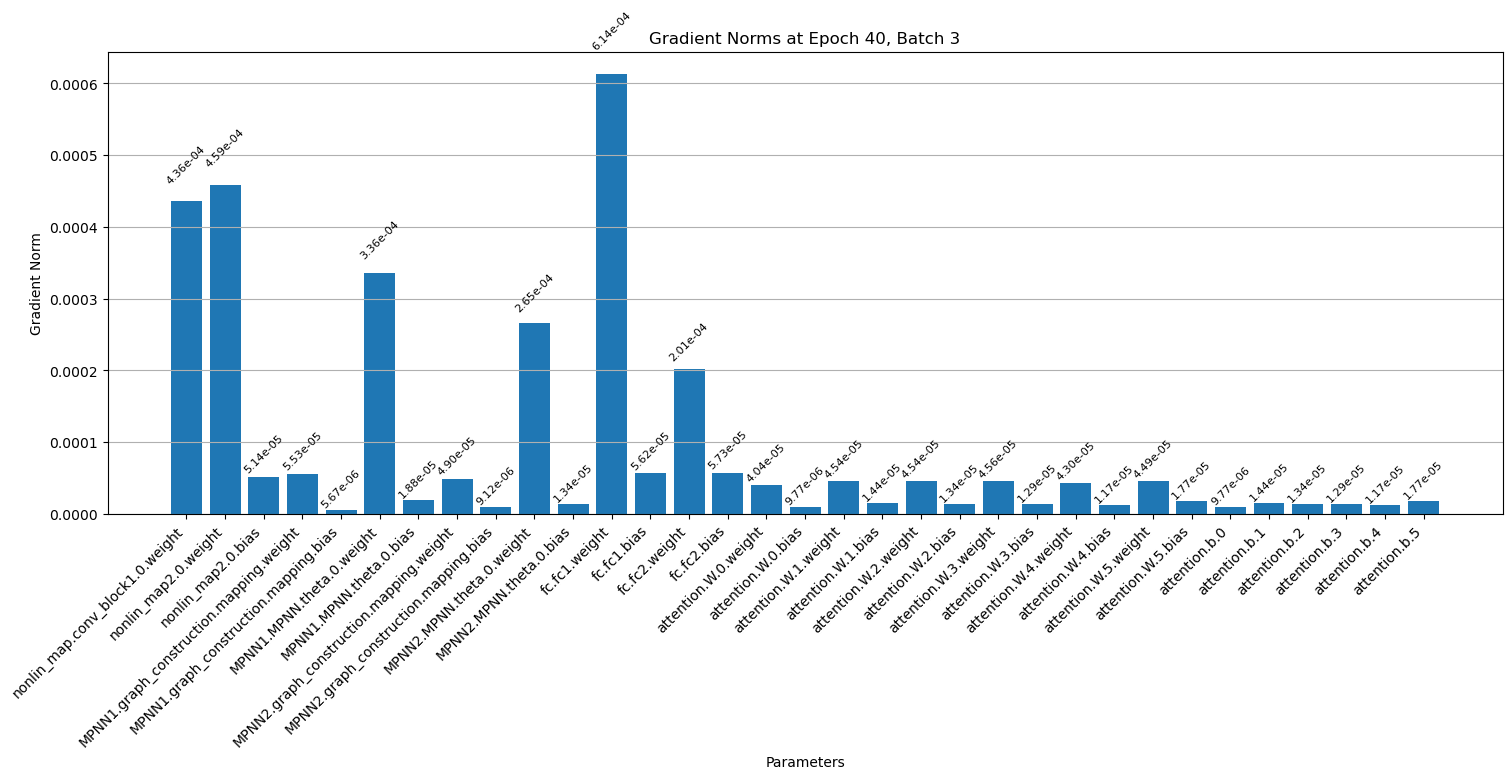 Gradient Norms at Epoch 40, Batch 3
Gradient Norm
0.0006
0.0005
0.0004
0.0003
0.0002
0.0001
0.0000
4.36e-04
4.59e-04
5.14e-05
5.53e-05
5.67e-06
3.36e-04
1.88e-05
4.90e-05
9.12e-06
2.65e-04
1.34e-05
6.14e-04
5.62e-05
2.01e-04
5.73e-05
4.04e-05
9.77e-06
4.54e-05
1.44e-05
4.54e-05
1.34e-05
4.56e-05
1.29e-05
4.30e-05
1.17e-05
4.49e-05
1.77e-05
9.77e-06
1.44e-05
1.34e-05
1.29e-05
1.17e-05
1.77e-05
nonlin_map.conv_block1.0.weight
nonlin_map2.0.weight
nonlin_map2.0.bias
MPNN1.graph_construction.mapping.weight
MPNN1.graph_construction.mapping.bias
MPNN1.MPNN.theta.0.weight
MPNN1.MPNN.theta.0.bias
MPNN2.graph_construction.mapping.weight
MPNN2.graph_construction.mapping.bias
MPNN2.MPNN.theta.0.weight
MPNN2.MPNN.theta.0.bias
fc.fc1.weight
fc.fc1.bias
fc.fc2.weight
fc.fc2.bias
attention.W.0.weight
attention.W.0.bias
attention.W.1.weight
attention.W.1.bias
attention.W.2.weight
attention.W.2.bias
attention.W.3.weight
attention.W.3.bias
attention.W.4.weight
attention.W.4.bias
attention.W.5.weight
attention.W.5.bias
attention.b.0
attention.b.1
attention.b.2
attention.b.3
attention.b.4
attention.b.5
Parameters